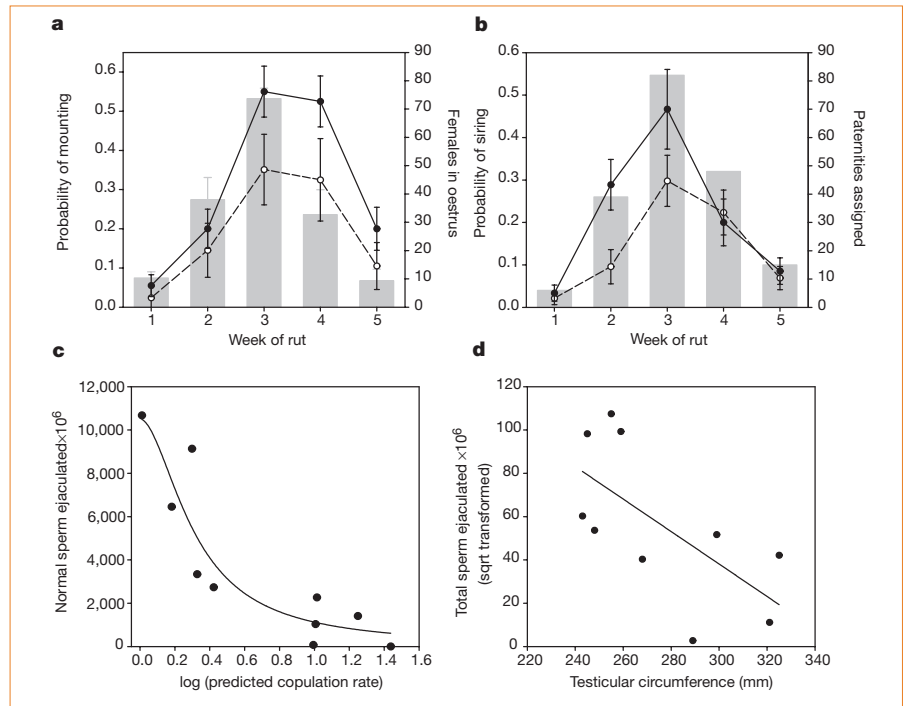 a
Probability of mounting
0.6
0.5
0.4
0.3
0.2
0.1
0.0
90
80
70
60
50
40
30
20
10
0
Females in oestrus
1 2 3 4 5
Week of rut
b
Probability of siring
0.6
0.5
0.4
0.3
0.2
0.1
0.0
90
80
70
60
50
40
30
20
10
0
Paternities assigned
1 2 3 4 5
Week of rut
c
Normal sperm ejaculated×10⁶
12,000
10,000
8,000
6,000
4,000
2,000
0
0.0 0.2 0.4 0.6 0.8 1.0 1.2 1.4 1.6
log (predicted copulation rate)
d
Total sperm ejaculated ×10⁶
(sqrt transformed)
120
100
80
60
40
20
0
220 240 260 280 300 320 340
Testicular circumference (mm)